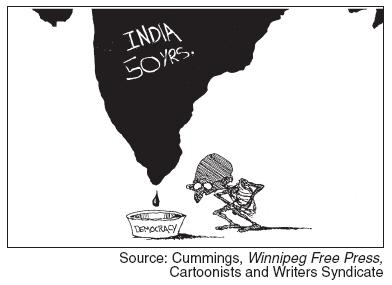 INDIA
50 YRS.
DEMOCRACY
Source: Cummings, Winnipeg Free Press,
Cartoonists and Writers Syndicate